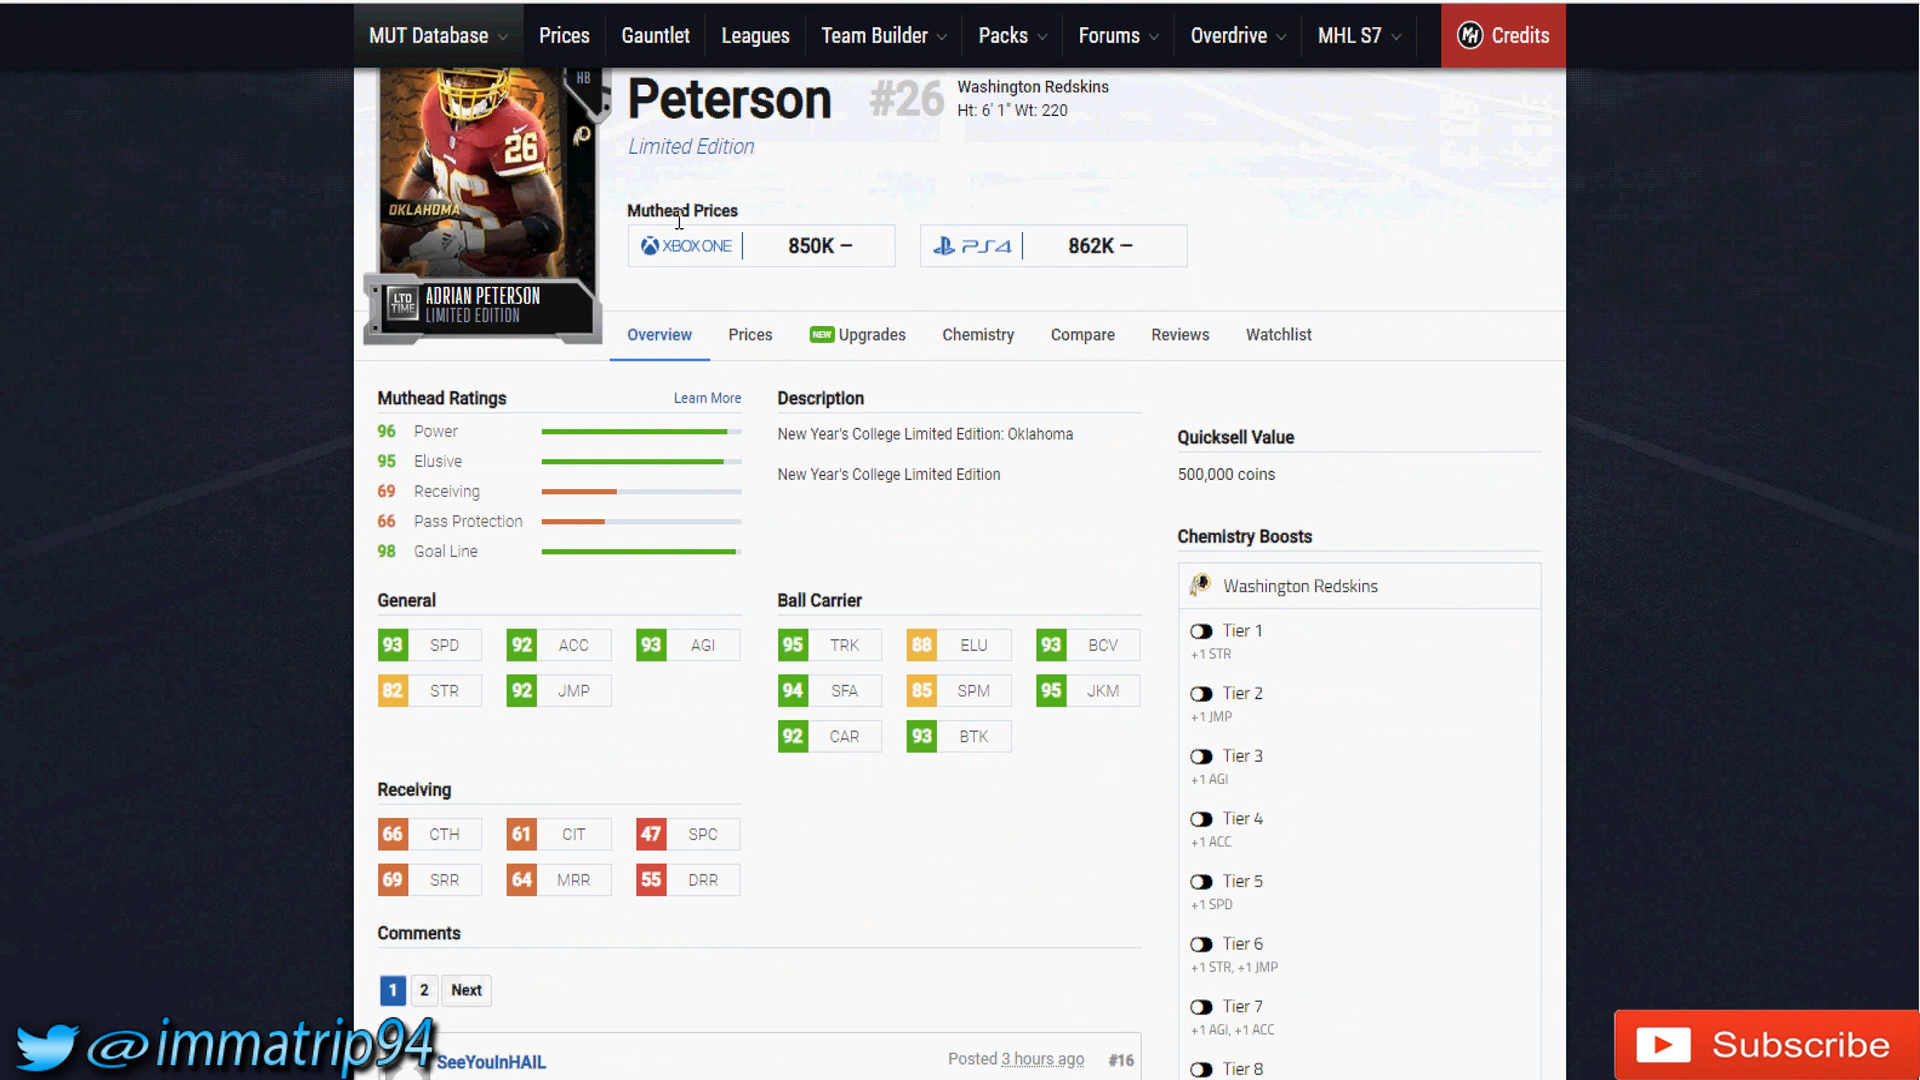 MUT Database
Prices
Gauntlet
Leagues
Team Builder
Packs
Forums
Overdrive
MHL S7
Credits
HB
26
OKLAHOMA
LTD TIME
ADRIAN PETERSON
LIMITED EDITION
Peterson #26
Washington Redskins
Ht: 6' 1" Wt: 220
Limited Edition
Muthead Prices
XBOX ONE 850K –
PS4 862K –
Overview
Prices
NEW Upgrades
Chemistry
Compare
Reviews
Watchlist
Muthead Ratings Learn More
96 Power
95 Elusive
69 Receiving
66 Pass Protection
98 Goal Line
Description
New Year's College Limited Edition: Oklahoma
New Year's College Limited Edition
General
93 SPD 92 ACC 93 AGI
82 STR 92 JMP
Ball Carrier
95 TRK 88 ELU 93 BCV
94 SFA 85 SPM 95 JKM
92 CAR 93 BTK
Receiving
66 CTH 61 CIT 47 SPC
69 SRR 64 MRR 55 DRR
Quicksell Value
500,000 coins
Chemistry Boosts
Washington Redskins
Tier 1
+1 STR
Tier 2
+1 JMP
Tier 3
+1 AGI
Tier 4
+1 ACC
Tier 5
+1 SPD
Tier 6
+1 STR, +1 JMP
Tier 7
+1 AGI, +1 ACC
Tier 8
Comments
1 2 Next
SeeYouInHAIL Posted 3 hours ago #16
@immatrip94
Subscribe